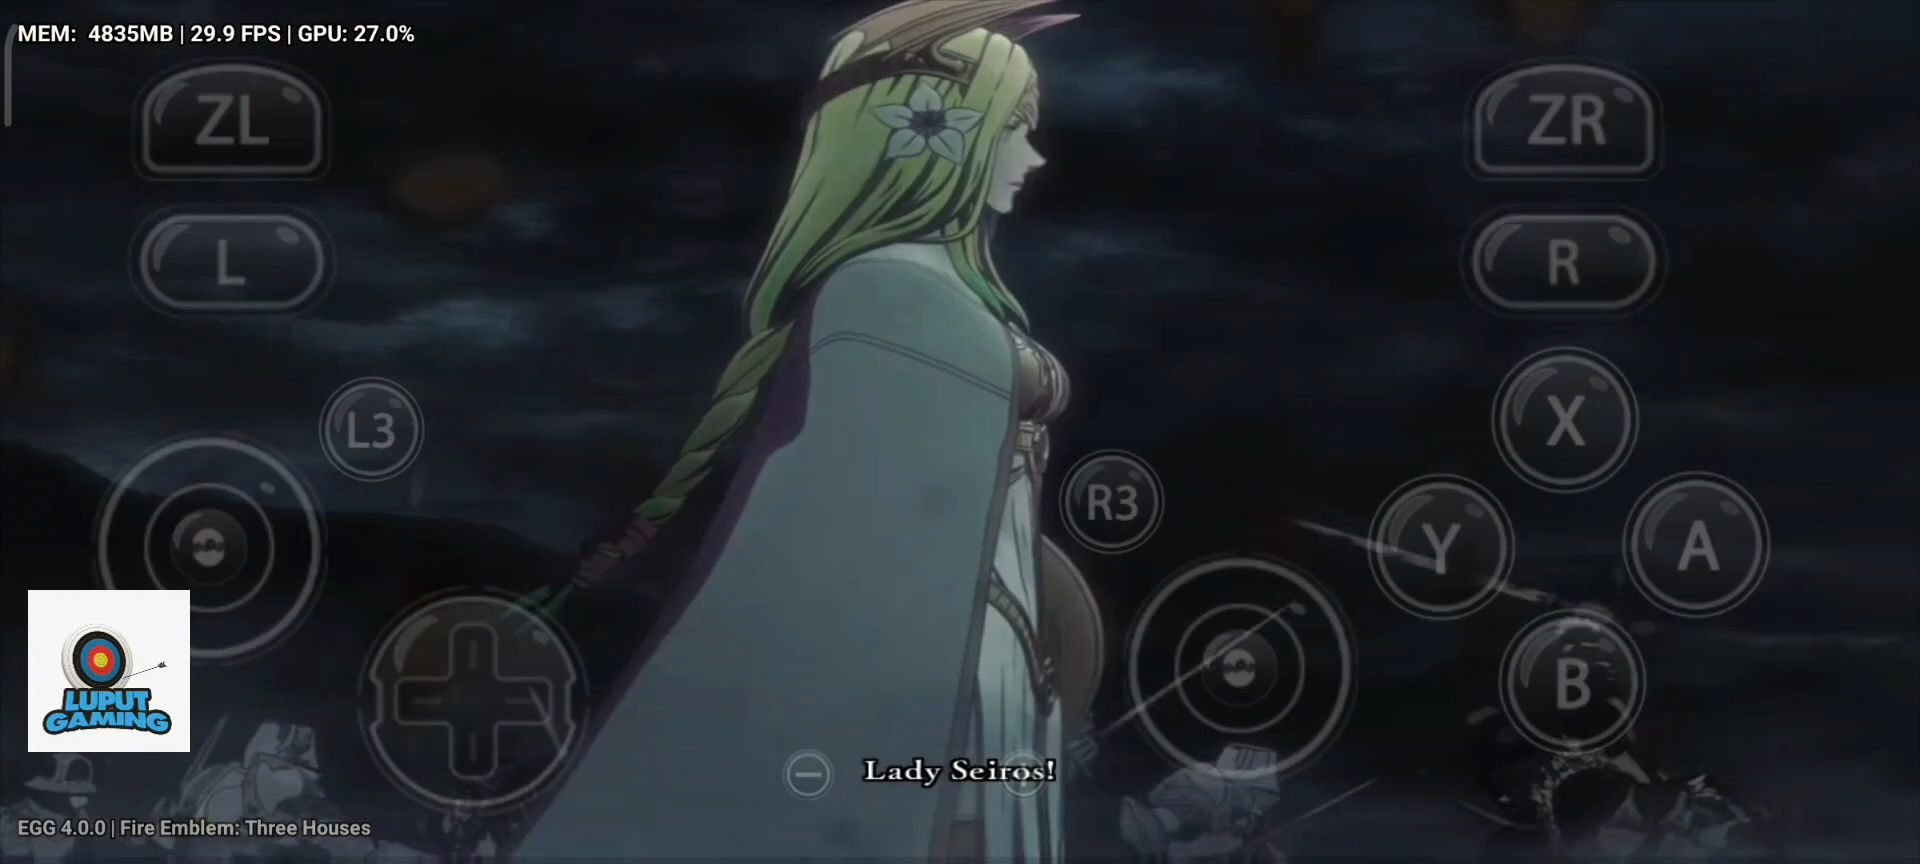 MEM: 4835MB | 29.9 FPS | GPU: 27.0%
ZL
ZR
L
R
L3
X
R3
Y
A
B
LUPUT
GAMING
Lady Seiros!
EGG 4.0.0 | Fire Emblem: Three Houses